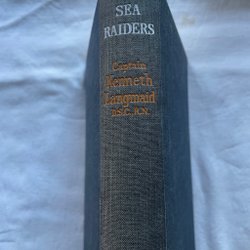 SEA
RAIDERS
Captain
Kenneth
Langmaid
D.S.C., R.N.